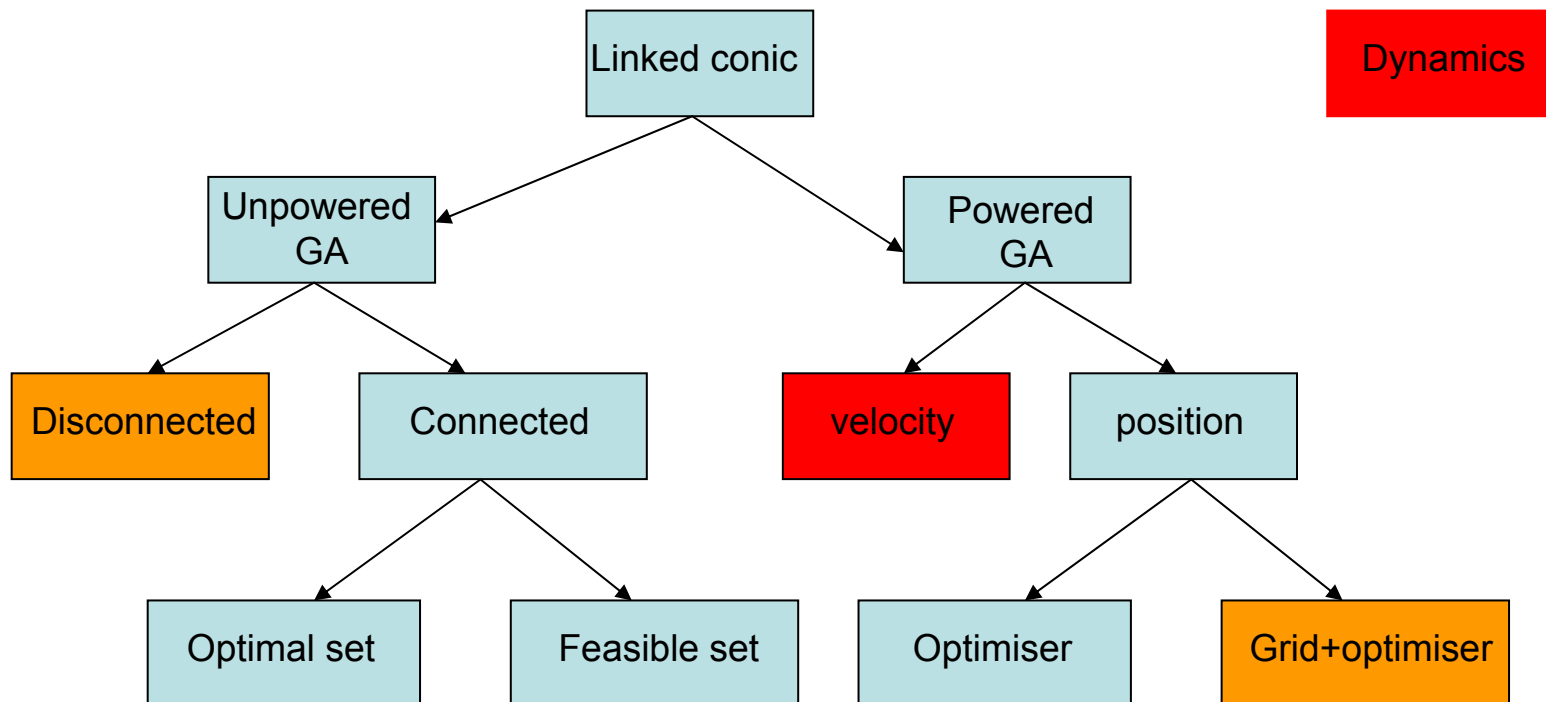 Linked conic
Dynamics
Unpowered
GA
Powered
GA
Disconnected
Connected
velocity
position
Optimal set
Feasible set
Optimiser
Grid+optimiser